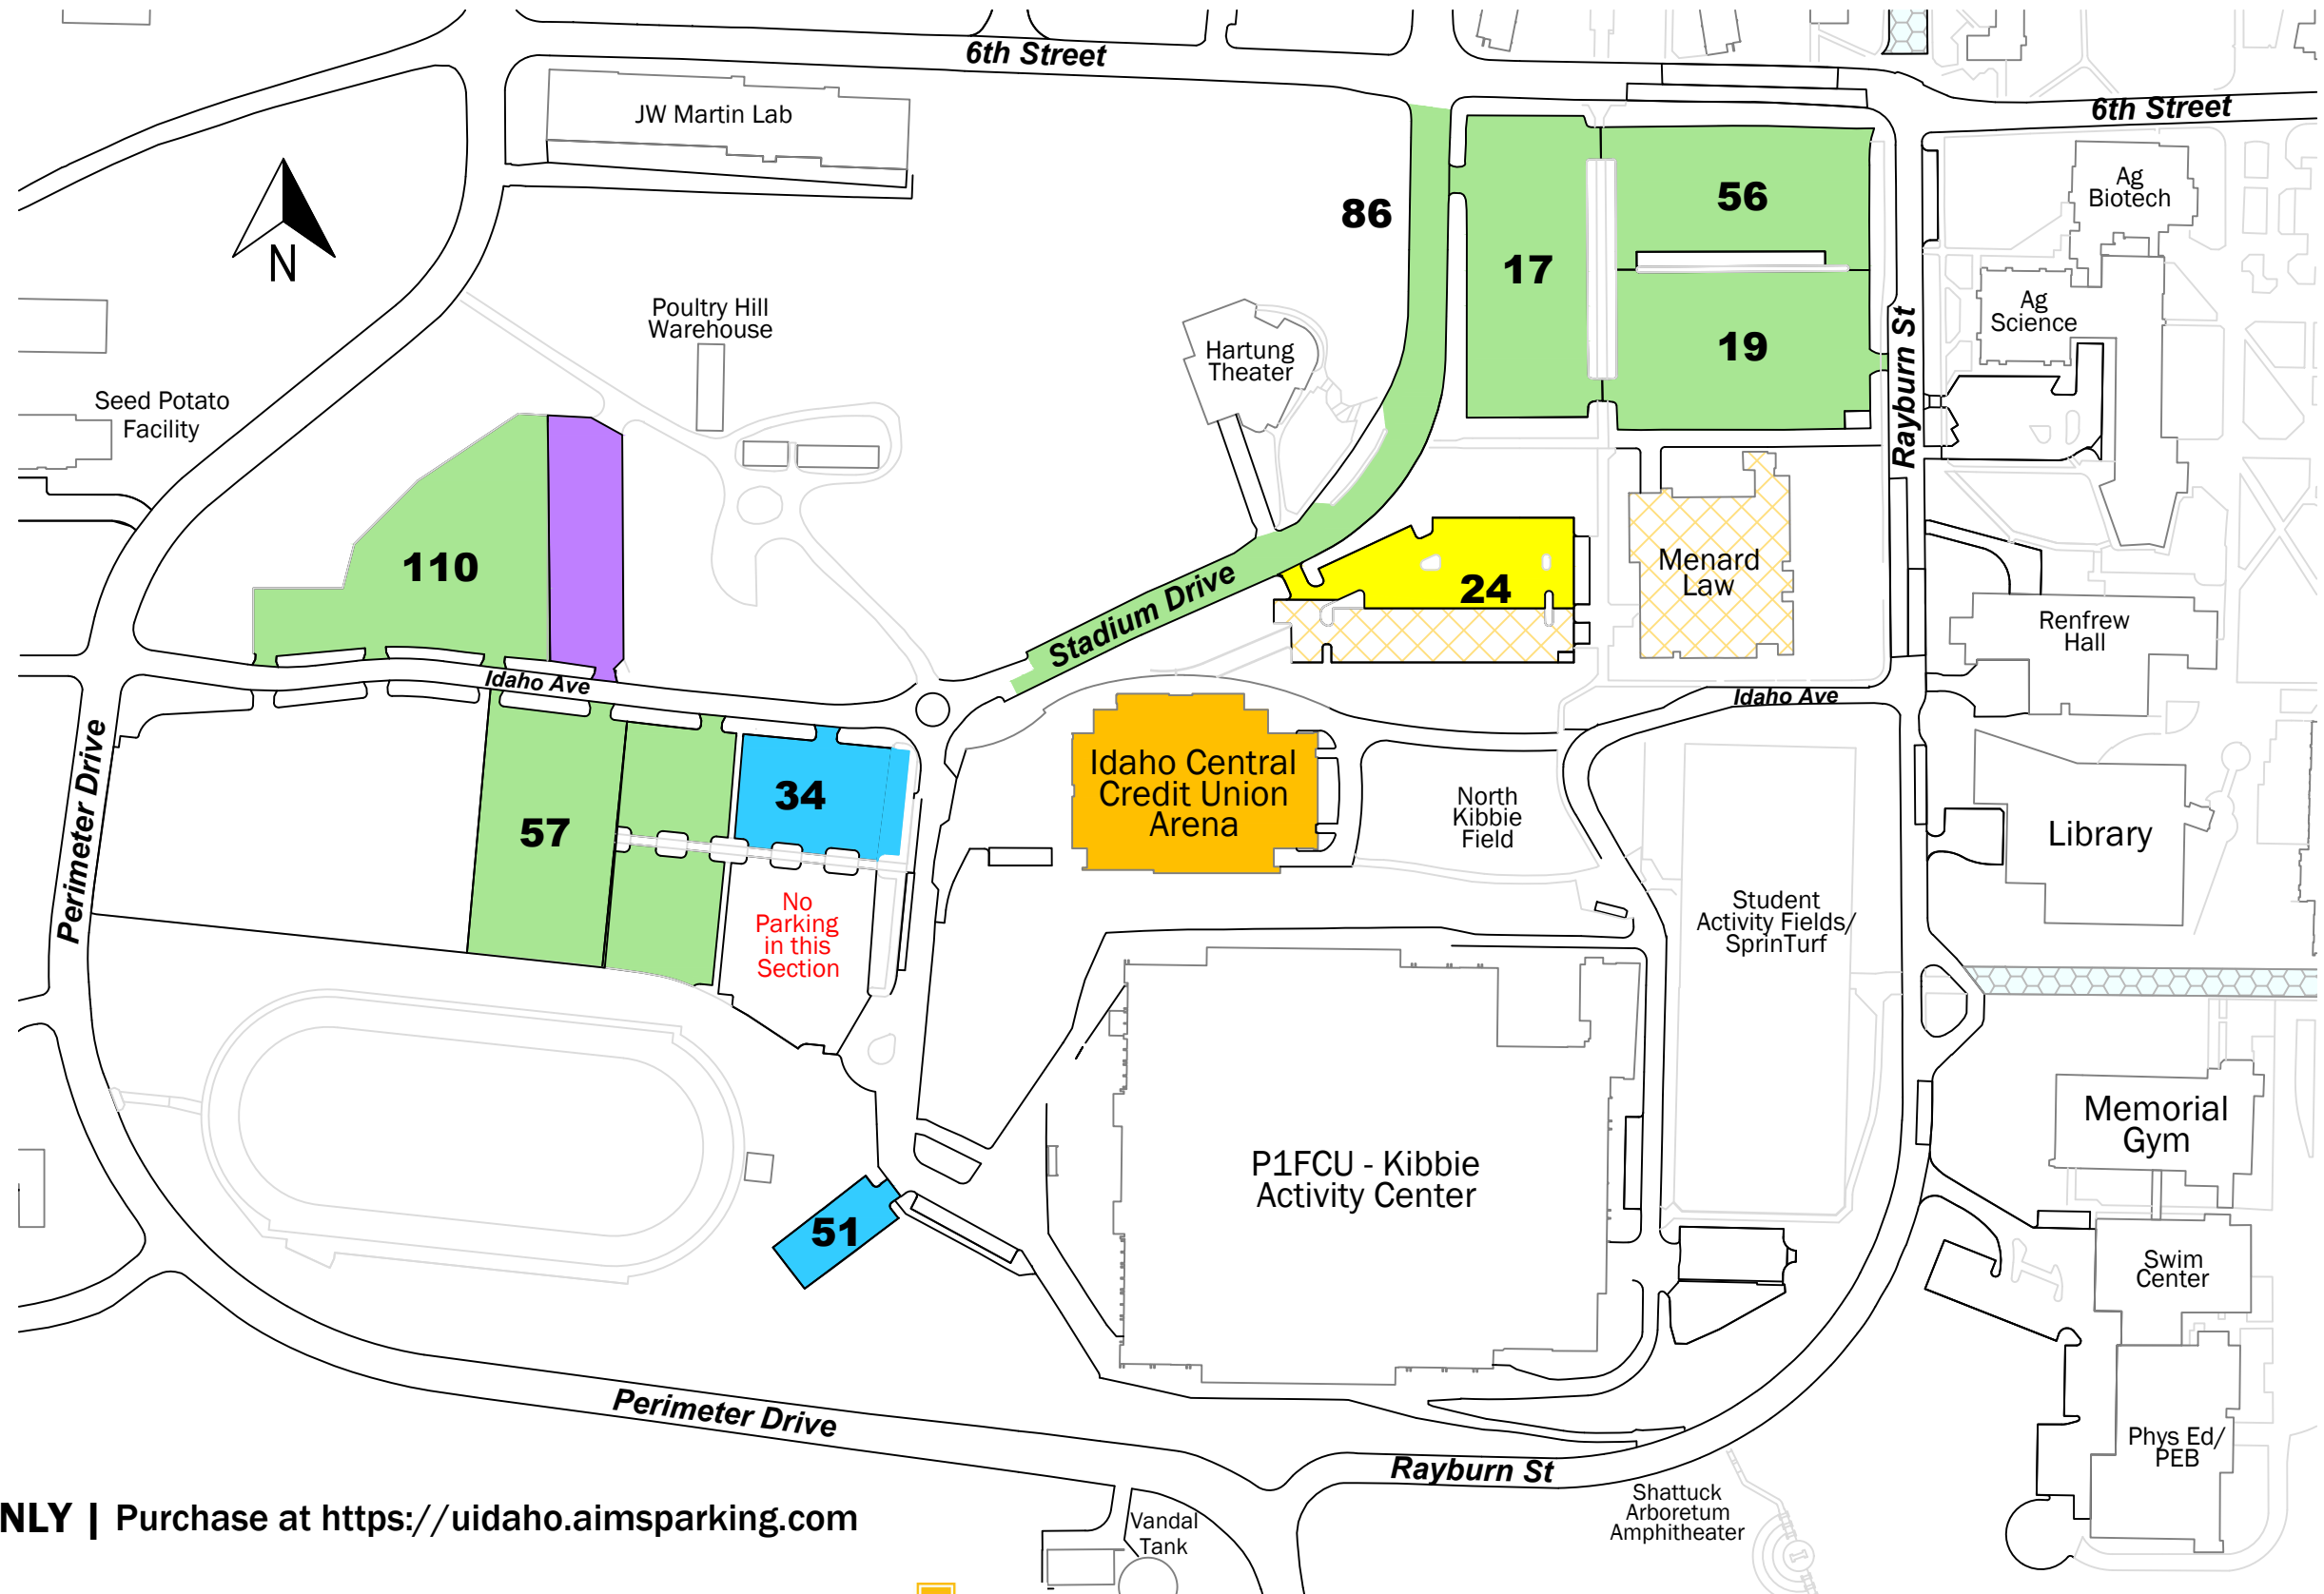 6th Street
JW Martin Lab
6th Street
Ag
Biotech
86
56
17
N
Poultry Hill
Warehouse
Ag
Science
19
Rayburn St
Hartung
Theater
Seed Potato
Facility
110
24
Menard
Law
Stadium Drive
Renfrew
Hall
Idaho Ave
Idaho Ave
Perimeter Drive
34
57
Idaho Central
Credit Union
Arena
North
Kibbie
Field
Library
No
Parking
in this
Section
Student
Activity Fields/
SprinTurf
Memorial
Gym
P1FCU - Kibbie
Activity Center
51
Swim
Center
Perimeter Drive
Phys Ed/
PEB
Rayburn St
Shattuck
Arboretum
Amphitheater
NLY | Purchase at https://uidaho.aimsparking.com
Vandal
Tank